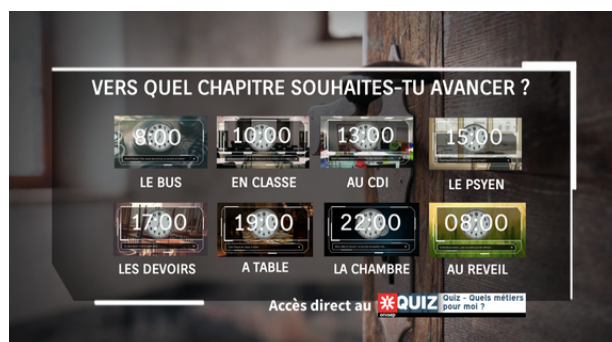 VERS QUEL CHAPITRE SOUHAITES-TU AVANCER ?
8:00 10:00 13:00 15:00
LE BUS EN CLASSE AU CDI LE PSYEN
17:00 19:00 22:00 08:00
LES DEVOIRS A TABLE LA CHAMBRE AU REVEIL
Accès direct au onisep QUIZ Quiz - Quels métiers
pour moi ?